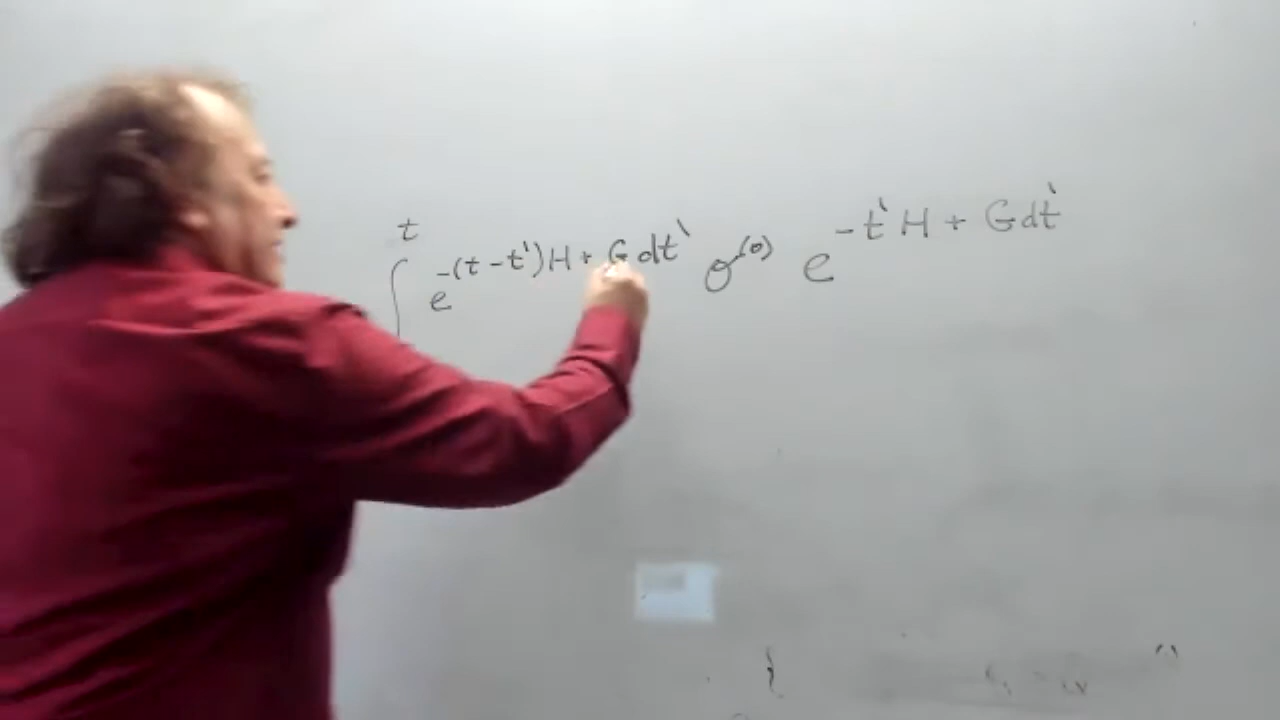 t
∫ e^{-(t-t')H + G dt'} σ^{(0)} e^{-t'H + G dt'}